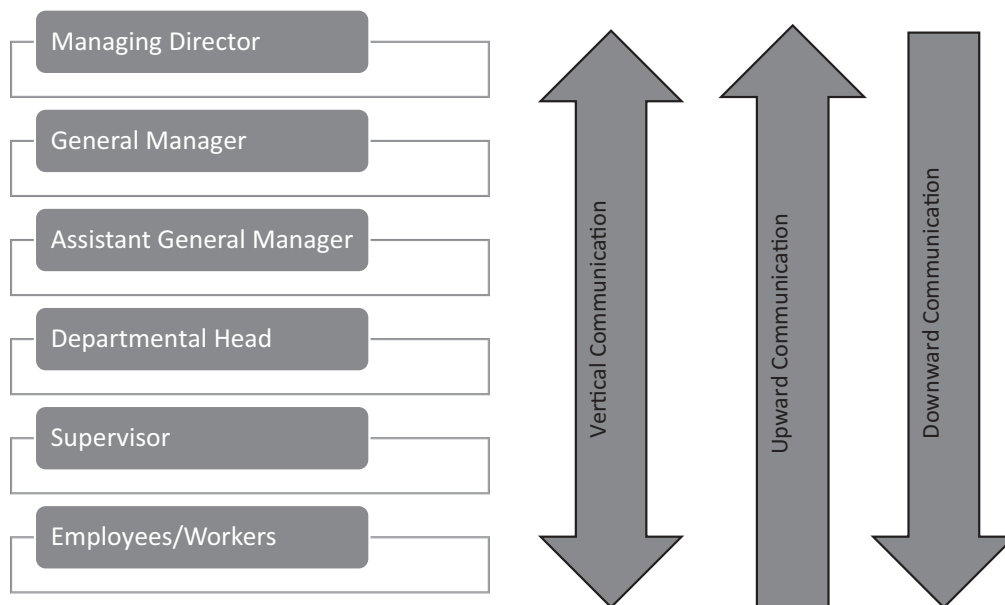 Managing Director
General Manager
Assistant General Manager
Departmental Head
Supervisor
Employees/Workers
Vertical Communication
Upward Communication
Downward Communication